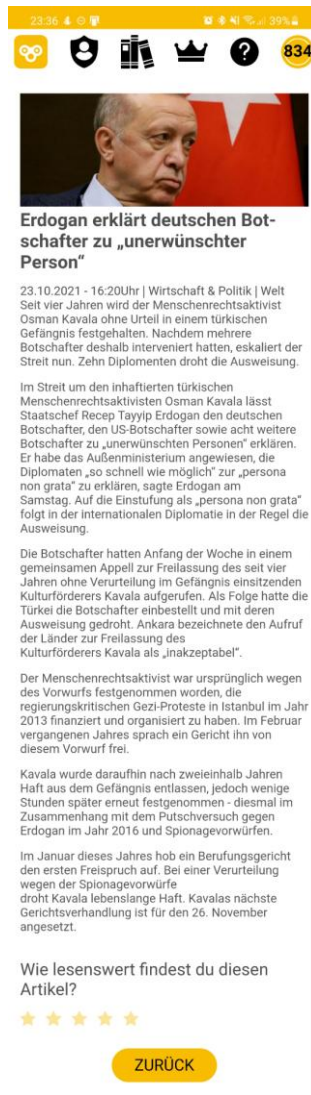 23:36
39%
834
Erdogan erklärt deutschen Bot-
schafter zu „unerwünschter
Person“
23.10.2021 - 16:20Uhr | Wirtschaft & Politik | Welt
Seit vier Jahren wird der Menschenrechtsaktivist
Osman Kavala ohne Urteil in einem türkischen
Gefängnis festgehalten. Nachdem mehrere
Botschafter deshalb interveniert hatten, eskaliert der
Streit nun. Zehn Diplomenten droht die Ausweisung.
Im Streit um den inhaftierten türkischen
Menschenrechtsaktivisten Osman Kavala lässt
Staatschef Recep Tayyip Erdogan den deutschen
Botschafter, den US-Botschafter sowie acht weitere
Botschafter zu „unerwünschten Personen“ erklären.
Er habe das Außenministerium angewiesen, die
Diplomaten „so schnell wie möglich“ zur „persona
non grata“ zu erklären, sagte Erdogan am
Samstag. Auf die Einstufung als „persona non grata“
folgt in der internationalen Diplomatie in der Regel die
Ausweisung.
Die Botschafter hatten Anfang der Woche in einem
gemeinsamen Appell zur Freilassung des seit vier
Jahren ohne Verurteilung im Gefängnis einsitzenden
Kulturförderers Kavala aufgerufen. Als Folge hatte die
Türkei die Botschafter einbestellt und mit deren
Ausweisung gedroht. Ankara bezeichnete den Aufruf
der Länder zur Freilassung des
Kulturförderers Kavala als „inakzeptabel“.
Der Menschenrechtsaktivist war ursprünglich wegen
des Vorwurfs festgenommen worden, die
regierungskritischen Gezi-Proteste in Istanbul im Jahr
2013 finanziert und organisiert zu haben. Im Februar
vergangenen Jahres sprach ein Gericht ihn von
diesem Vorwurf frei.
Kavala wurde daraufhin nach zweieinhalb Jahren
Haft aus dem Gefängnis entlassen, jedoch wenige
Stunden später erneut festgenommen - diesmal im
Zusammenhang mit dem Putschversuch gegen
Erdogan im Jahr 2016 und Spionagevorwürfen.
Im Januar dieses Jahres hob ein Berufungsgericht
den ersten Freispruch auf. Bei einer Verurteilung
wegen der Spionagevorwürfe
droht Kavala lebenslange Haft. Kavalas nächste
Gerichtsverhandlung ist für den 26. November
angesetzt.
Wie lesenswert findest du diesen
Artikel?
ZURÜCK